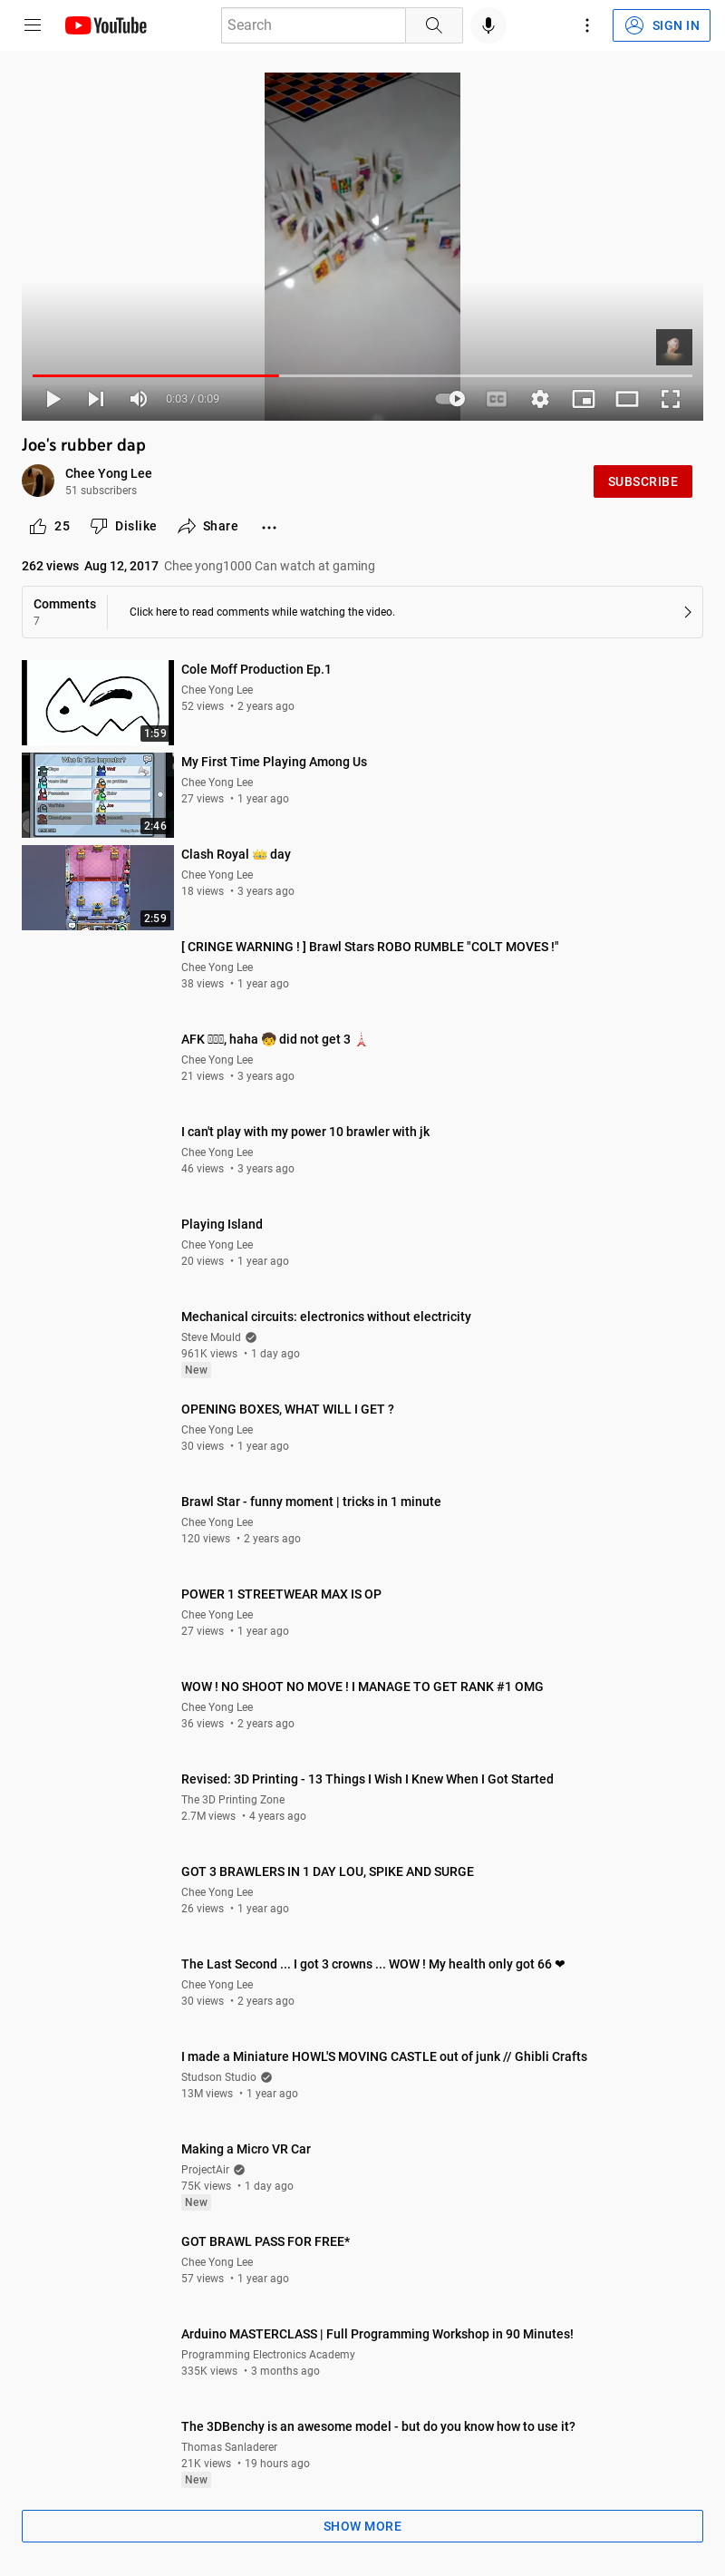 YouTube
Search
SIGN IN
0:03 / 0:09
CC
Joe's rubber dap
Chee Yong Lee
51 subscribers
SUBSCRIBE
25
Dislike
Share
262 views Aug 12, 2017 Chee yong1000 Can watch at gaming
Comments
7
Click here to read comments while watching the video.
1:59
Cole Moff Production Ep.1
Chee Yong Lee
52 views • 2 years ago
Who Is The Impostor?
2:46
My First Time Playing Among Us
Chee Yong Lee
27 views • 1 year ago
2:59
Clash Royal 👑 day
Chee Yong Lee
18 views • 3 years ago
[ CRINGE WARNING ! ] Brawl Stars ROBO RUMBLE "COLT MOVES !"
Chee Yong Lee
38 views • 1 year ago
AFK , haha 🧒 did not get 3 🗼
Chee Yong Lee
21 views • 3 years ago
I can't play with my power 10 brawler with jk
Chee Yong Lee
46 views • 3 years ago
Playing Island
Chee Yong Lee
20 views • 1 year ago
Mechanical circuits: electronics without electricity
Steve Mould
961K views • 1 day ago
New
OPENING BOXES, WHAT WILL I GET ?
Chee Yong Lee
30 views • 1 year ago
Brawl Star - funny moment | tricks in 1 minute
Chee Yong Lee
120 views • 2 years ago
POWER 1 STREETWEAR MAX IS OP
Chee Yong Lee
27 views • 1 year ago
WOW ! NO SHOOT NO MOVE ! I MANAGE TO GET RANK #1 OMG
Chee Yong Lee
36 views • 2 years ago
Revised: 3D Printing - 13 Things I Wish I Knew When I Got Started
The 3D Printing Zone
2.7M views • 4 years ago
GOT 3 BRAWLERS IN 1 DAY LOU, SPIKE AND SURGE
Chee Yong Lee
26 views • 1 year ago
The Last Second ... I got 3 crowns ... WOW ! My health only got 66 ❤
Chee Yong Lee
30 views • 2 years ago
I made a Miniature HOWL'S MOVING CASTLE out of junk // Ghibli Crafts
Studson Studio
13M views • 1 year ago
Making a Micro VR Car
ProjectAir
75K views • 1 day ago
New
GOT BRAWL PASS FOR FREE*
Chee Yong Lee
57 views • 1 year ago
Arduino MASTERCLASS | Full Programming Workshop in 90 Minutes!
Programming Electronics Academy
335K views • 3 months ago
The 3DBenchy is an awesome model - but do you know how to use it?
Thomas Sanladerer
21K views • 19 hours ago
New
SHOW MORE